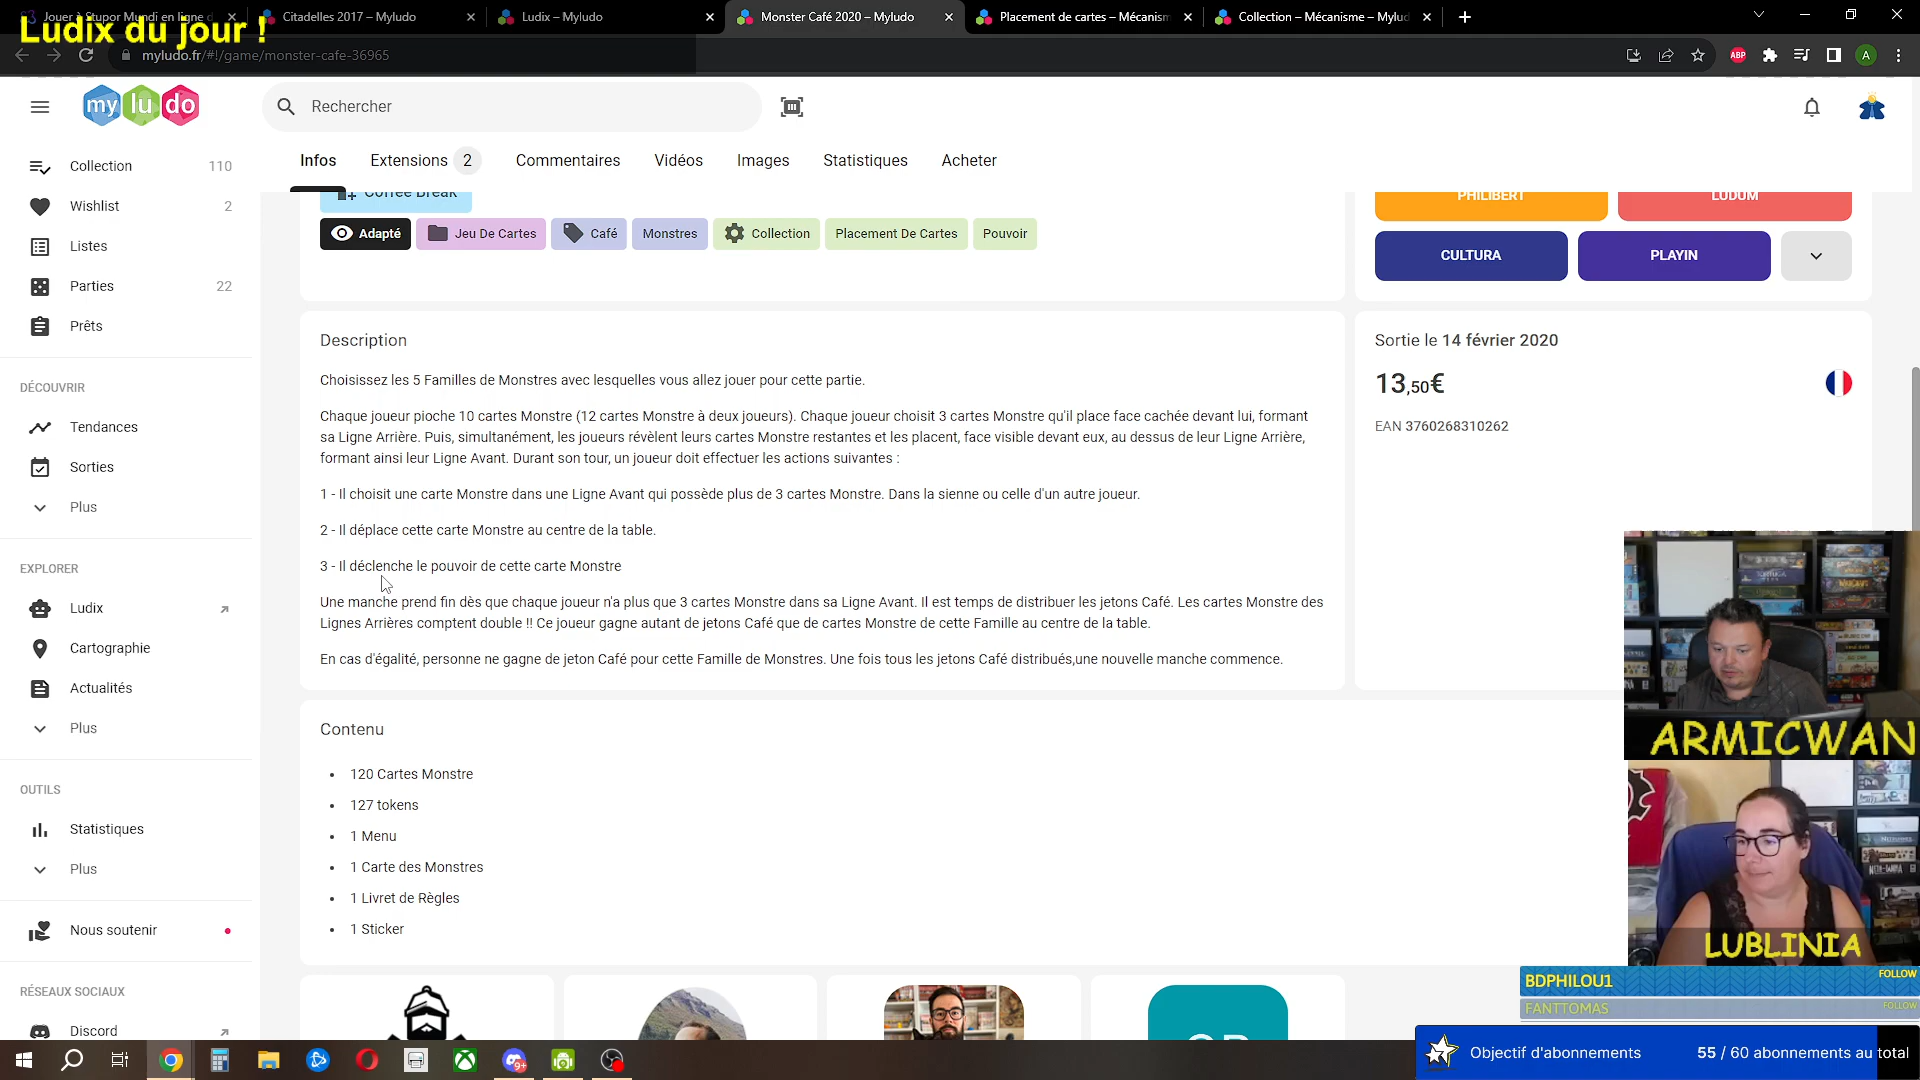 Jouer à Stupor Mundi en ligne d
Citadelles 2017 – Myludo
Ludix – Myludo
Monster Café 2020 – Myludo
Placement de cartes – Mécanism
Collection – Mécanisme – Mylud
Ludix du jour !
myludo.fr/#!/game/monster-cafe-36965
ABP
A
my lu do
Rechercher
Infos
Extensions 2
Commentaires
Vidéos
Images
Statistiques
Acheter
Collection 110
Wishlist 2
Listes
Parties 22
Prêts
DÉCOUVRIR
Tendances
Sorties
Plus
EXPLORER
Ludix
Cartographie
Actualités
Plus
OUTILS
Statistiques
Plus
Nous soutenir
RÉSEAUX SOCIAUX
Discord
Coffee Break
Adapté
Jeu De Cartes
Café
Monstres
Collection
Placement De Cartes
Pouvoir
PHILIBERT
LUDUM
CULTURA
PLAYIN
Description
Choisissez les 5 Familles de Monstres avec lesquelles vous allez jouer pour cette partie.
Chaque joueur pioche 10 cartes Monstre (12 cartes Monstre à deux joueurs). Chaque joueur choisit 3 cartes Monstre qu'il place face cachée devant lui, formant
sa Ligne Arrière. Puis, simultanément, les joueurs révèlent leurs cartes Monstre restantes et les placent, face visible devant eux, au dessus de leur Ligne Arrière,
formant ainsi leur Ligne Avant. Durant son tour, un joueur doit effectuer les actions suivantes :
1 - Il choisit une carte Monstre dans une Ligne Avant qui possède plus de 3 cartes Monstre. Dans la sienne ou celle d'un autre joueur.
2 - Il déplace cette carte Monstre au centre de la table.
3 - Il déclenche le pouvoir de cette carte Monstre
Une manche prend fin dès que chaque joueur n'a plus que 3 cartes Monstre dans sa Ligne Avant. Il est temps de distribuer les jetons Café. Les cartes Monstre des
Lignes Arrières comptent double !! Ce joueur gagne autant de jetons Café que de cartes Monstre de cette Famille au centre de la table.
En cas d'égalité, personne ne gagne de jeton Café pour cette Famille de Monstres. Une fois tous les jetons Café distribués,une nouvelle manche commence.
Sortie le 14 février 2020
13,50€
EAN 3760268310262
Contenu
120 Cartes Monstre
127 tokens
1 Menu
1 Carte des Monstres
1 Livret de Règles
1 Sticker
ARMICWAN
LUBLINIA
BDPHILOU1 FOLLOW
FANTTOMAS FOLLOW
Objectif d'abonnements 55 / 60 abonnements au total
9+